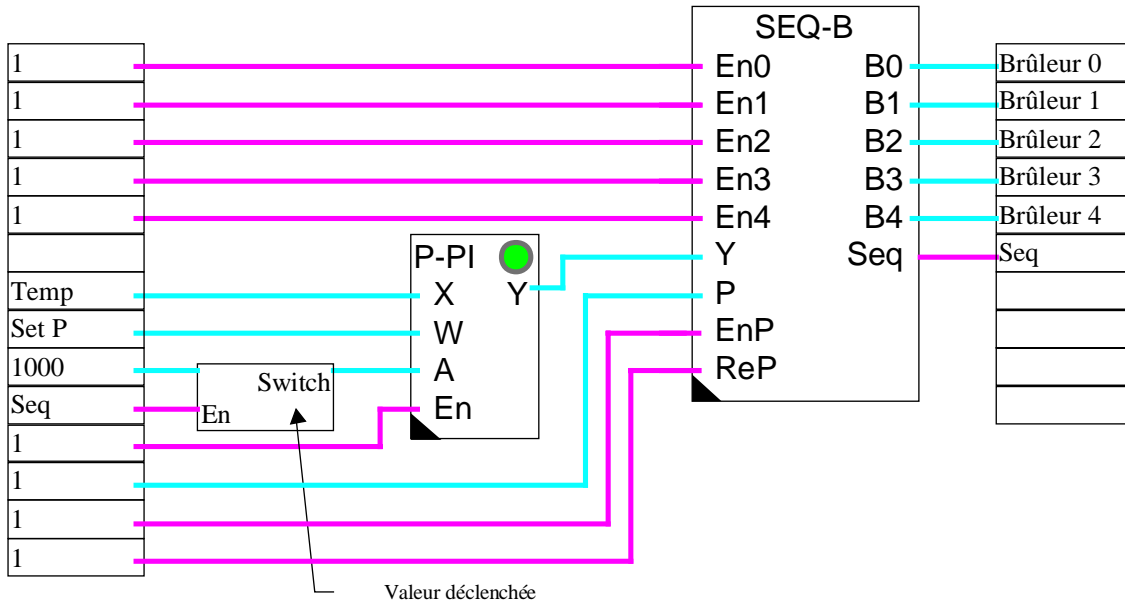 SEQ-B
1 En0 B0 Brûleur 0
1 En1 B1 Brûleur 1
1 En2 B2 Brûleur 2
1 En3 B3 Brûleur 3
1 En4 B4 Brûleur 4
P-PI Y Seq Seq
Temp X Y P
Set P W EnP
1000 Switch A ReP
Seq En En
1
1
1
1
Valeur déclenchée